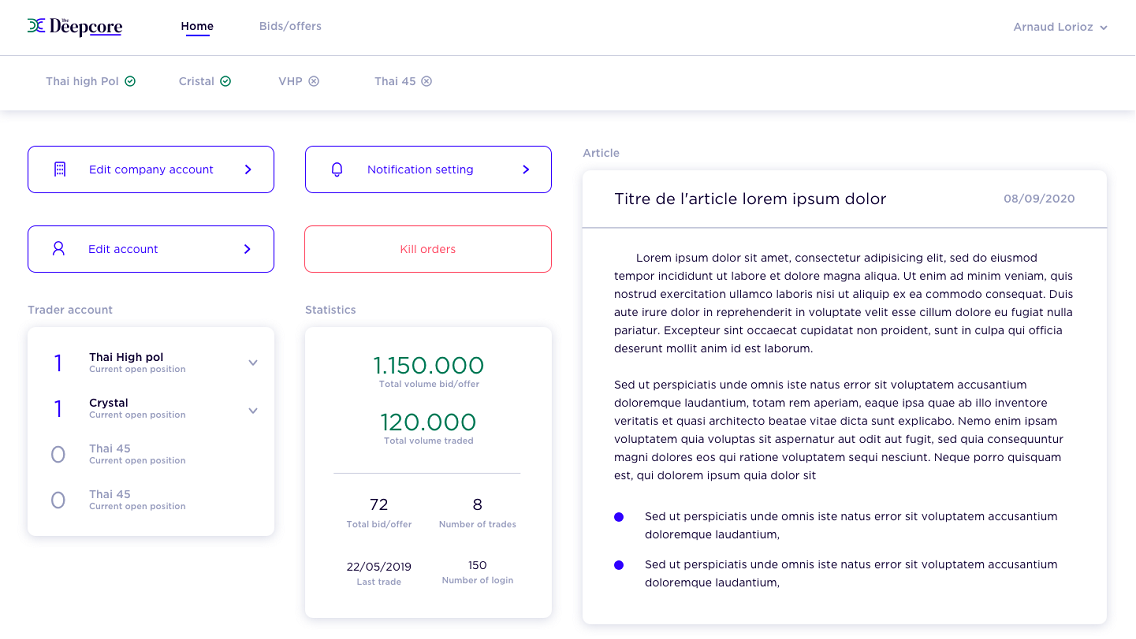 The Deepcore
Home
Bids/offers
Arnaud Lorioz
Thai high Pol
Cristal
VHP
Thai 45
Edit company account
Notification setting
Edit account
Kill orders
Trader account
1
Thai High pol
Current open position
1
Crystal
Current open position
0
Thai 45
Current open position
0
Thai 45
Current open position
Statistics
1.150.000
Total volume bid/offer
120.000
Total volume traded
72
Total bid/offer
8
Number of trades
22/05/2019
Last trade
150
Number of login
Article
Titre de l'article lorem ipsum dolor
08/09/2020
Lorem ipsum dolor sit amet, consectetur adipisicing elit, sed do eiusmod
tempor incididunt ut labore et dolore magna aliqua. Ut enim ad minim veniam, quis
nostrud exercitation ullamco laboris nisi ut aliquip ex ea commodo consequat. Duis
aute irure dolor in reprehenderit in voluptate velit esse cillum dolore eu fugiat nulla
pariatur. Excepteur sint occaecat cupidatat non proident, sunt in culpa qui officia
deserunt mollit anim id est laborum.
Sed ut perspiciatis unde omnis iste natus error sit voluptatem accusantium
doloremque laudantium, totam rem aperiam, eaque ipsa quae ab illo inventore
veritatis et quasi architecto beatae vitae dicta sunt explicabo. Nemo enim ipsam
voluptatem quia voluptas sit aspernatur aut odit aut fugit, sed quia consequuntur
magni dolores eos qui ratione voluptatem sequi nesciunt. Neque porro quisquam
est, qui dolorem ipsum quia dolor sit
Sed ut perspiciatis unde omnis iste natus error sit voluptatem accusantium
doloremque laudantium,
Sed ut perspiciatis unde omnis iste natus error sit voluptatem accusantium
doloremque laudantium,